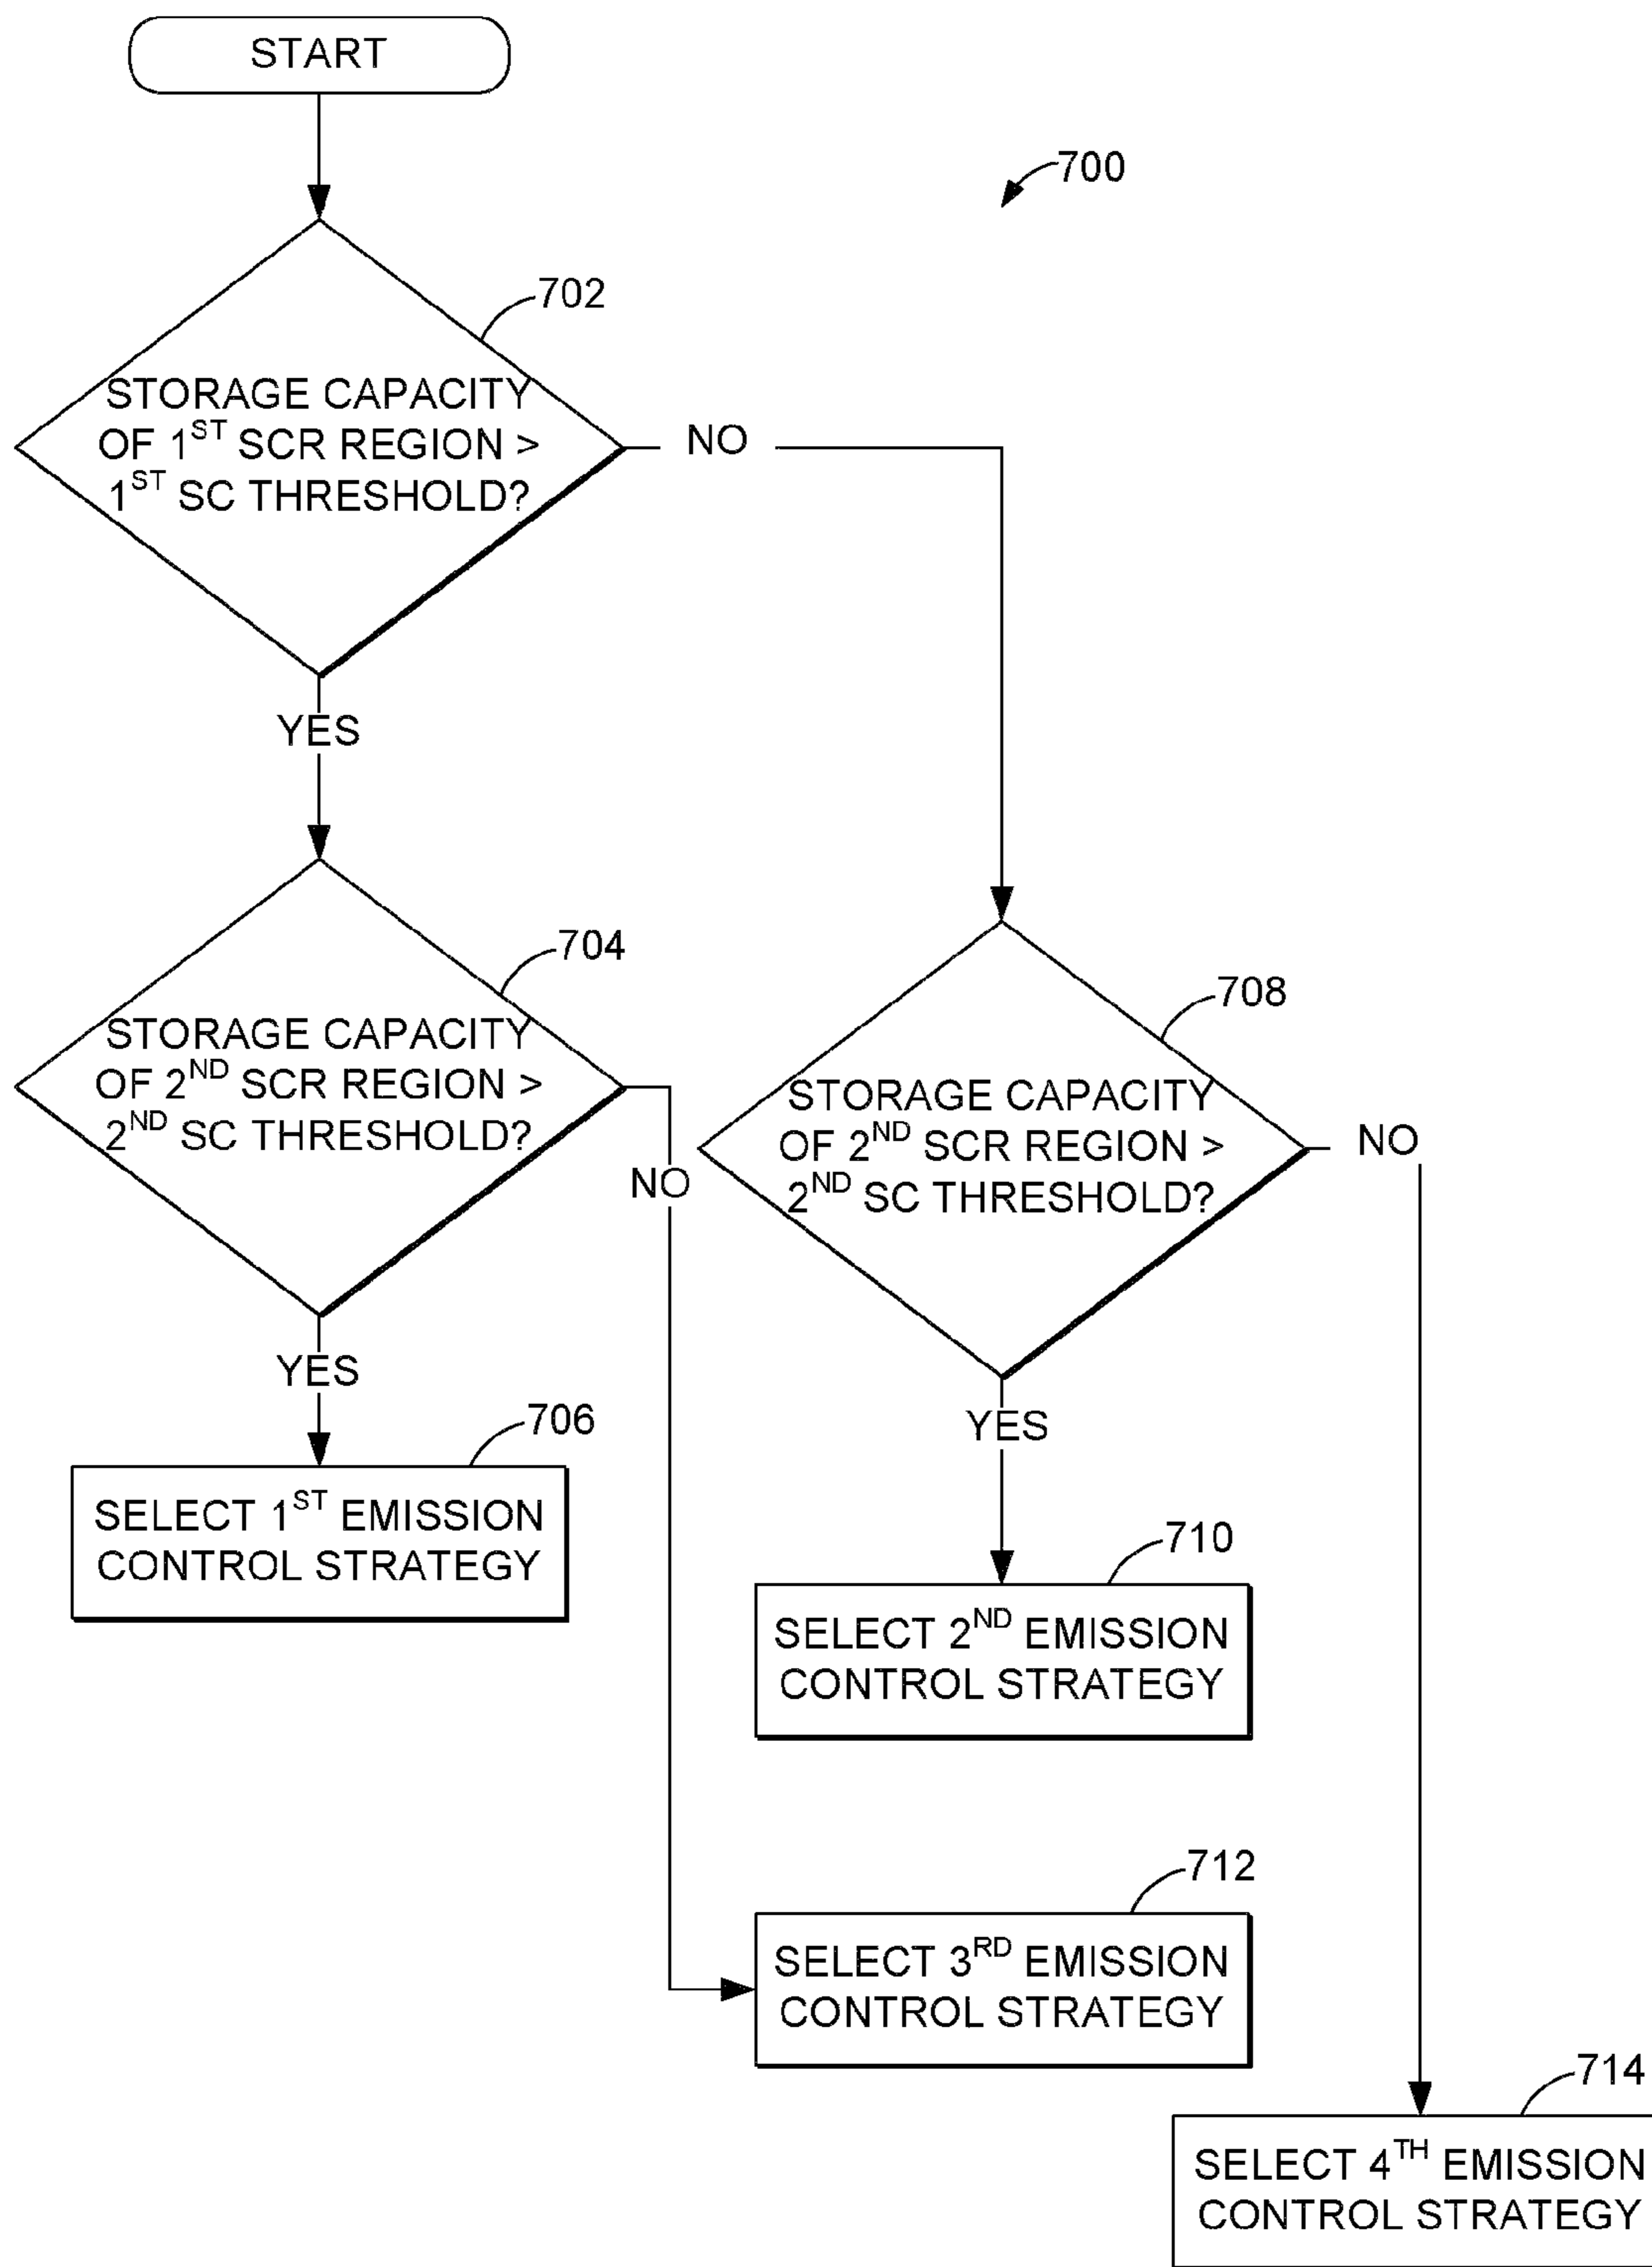 START
700
702
STORAGE CAPACITY
OF 1ST SCR REGION >
1ST SC THRESHOLD?
NO
YES
704
STORAGE CAPACITY
OF 2ND SCR REGION >
2ND SC THRESHOLD?
NO
YES
708
STORAGE CAPACITY
OF 2ND SCR REGION >
2ND SC THRESHOLD?
NO
YES
706
SELECT 1ST EMISSION
CONTROL STRATEGY
710
SELECT 2ND EMISSION
CONTROL STRATEGY
712
SELECT 3RD EMISSION
CONTROL STRATEGY
714
SELECT 4TH EMISSION
CONTROL STRATEGY